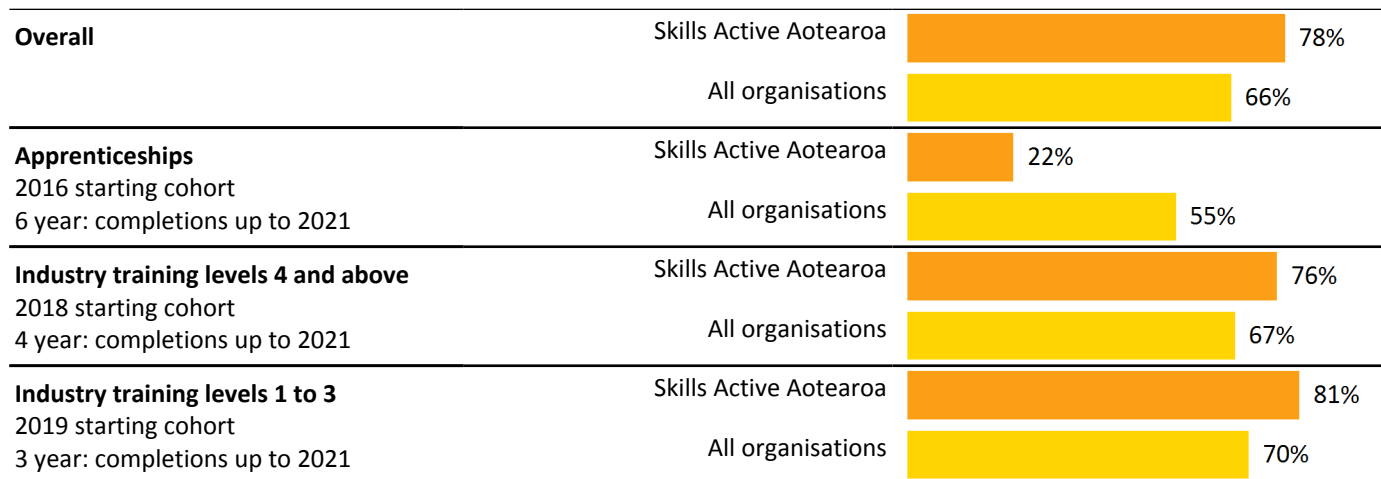 Overall
Skills Active Aotearoa
78%
All organisations
66%
Apprenticeships
2016 starting cohort
6 year: completions up to 2021
Skills Active Aotearoa
22%
All organisations
55%
Industry training levels 4 and above
2018 starting cohort
4 year: completions up to 2021
Skills Active Aotearoa
76%
All organisations
67%
Industry training levels 1 to 3
2019 starting cohort
3 year: completions up to 2021
Skills Active Aotearoa
81%
All organisations
70%